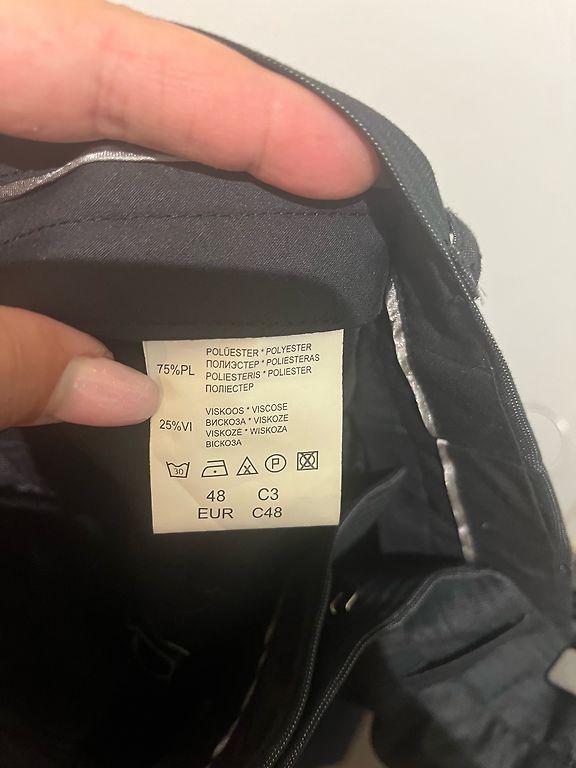 75%PL
POLÜESTER * POLYESTER
ПОЛИЭСТЕР * POLIESTERAS
POLIESTERIS * POLIESTER
ПОЛІЕСТЕР
25%VI
VISKOOS * VISCOSE
ВИСКОЗА * VISKOZE
VISKOZĖ * WISKOZA
ВІСКОЗА
30
P
48 C3
EUR C48